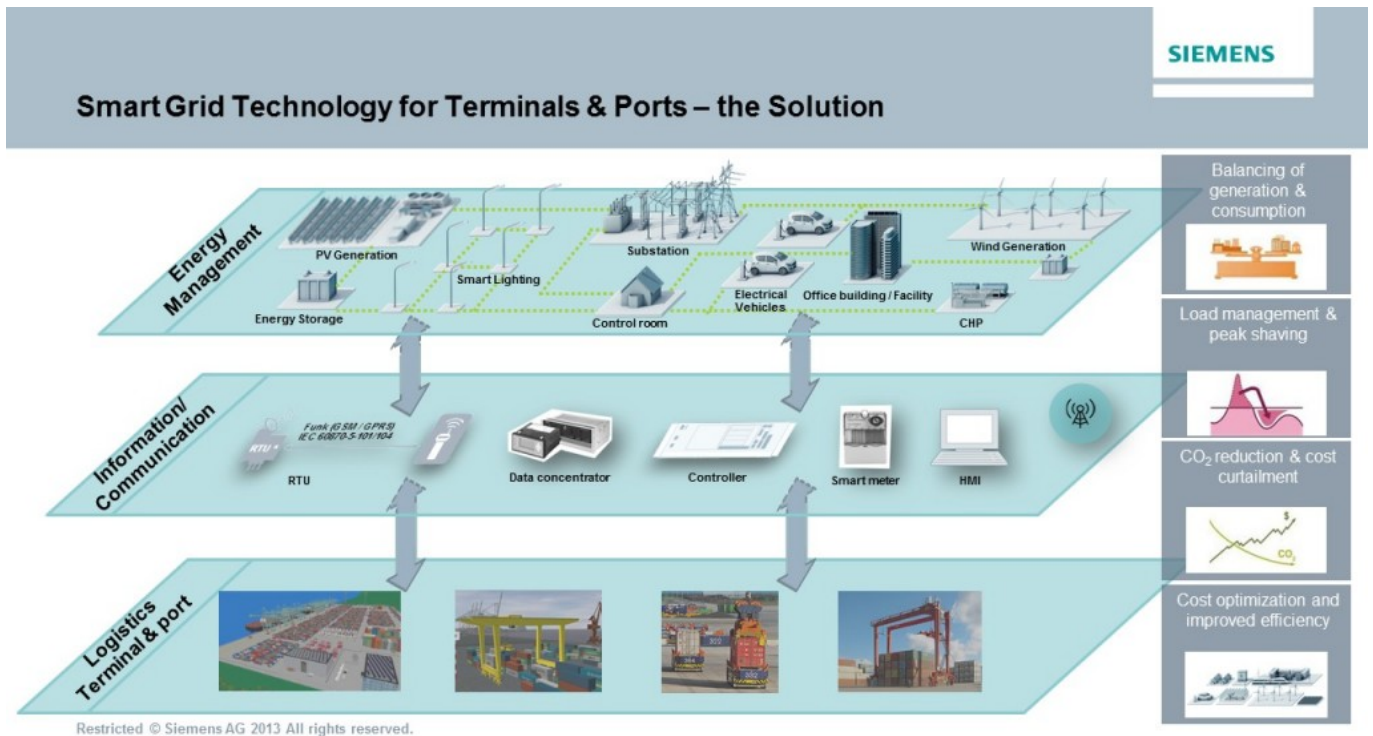 SIEMENS
Smart Grid Technology for Terminals & Ports – the Solution
Energy
Management
PV Generation
Smart Lighting
Substation
Wind Generation
Energy Storage
Control room
Electrical
Vehicles
Office building / Facility
CHP
Information/
Communication
Funk (GSM / GPRS)
IEC 60870-5-101/104
RTU
RTU
Data concentrator
Controller
Smart meter
HMI
Logistics
Terminal & port
Balancing of
generation &
consumption
Load management &
peak shaving
CO₂ reduction & cost
curtailment
$
CO₂
Cost optimization and
improved efficiency
Restricted © Siemens AG 2013 All rights reserved.